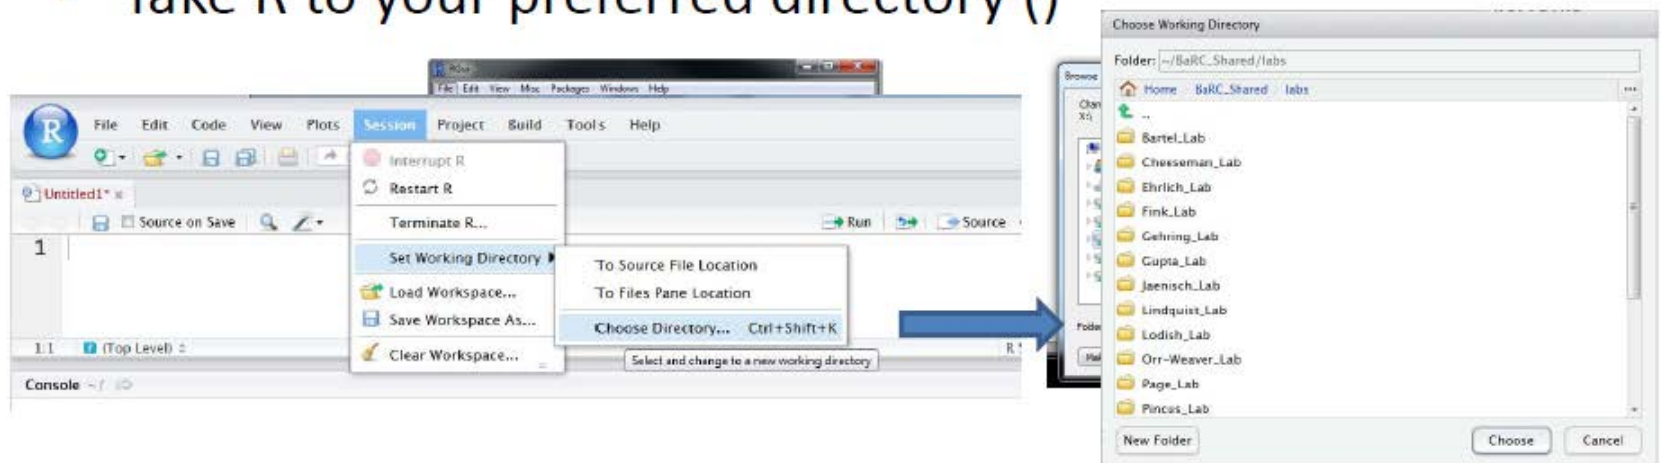 Take R to your preferred directory ()
File Edit View Misc Packages Windows Help
R File Edit Code View Plots Session Project Build Tools Help
Untitled1* ×
Source on Save
Run
Source
1
1:1 (Top Level)
Console ~/
Interrupt R
Restart R
Terminate R...
Set Working Directory
Load Workspace...
Save Workspace As...
Clear Workspace...
To Source File Location
To Files Pane Location
Choose Directory... Ctrl+Shift+K
Select and change to a new working directory
Browse
Choose Working Directory
Folder: ~/BaRC_Shared/labs
Home BaRC_Shared labs ...
..
Bartel_Lab
Cheeseman_Lab
Ehrlich_Lab
Fink_Lab
Gehring_Lab
Gupta_Lab
Jaenisch_Lab
Lindquist_Lab
Lodish_Lab
Orr-Weaver_Lab
Page_Lab
Pincus_Lab
New Folder
Choose
Cancel